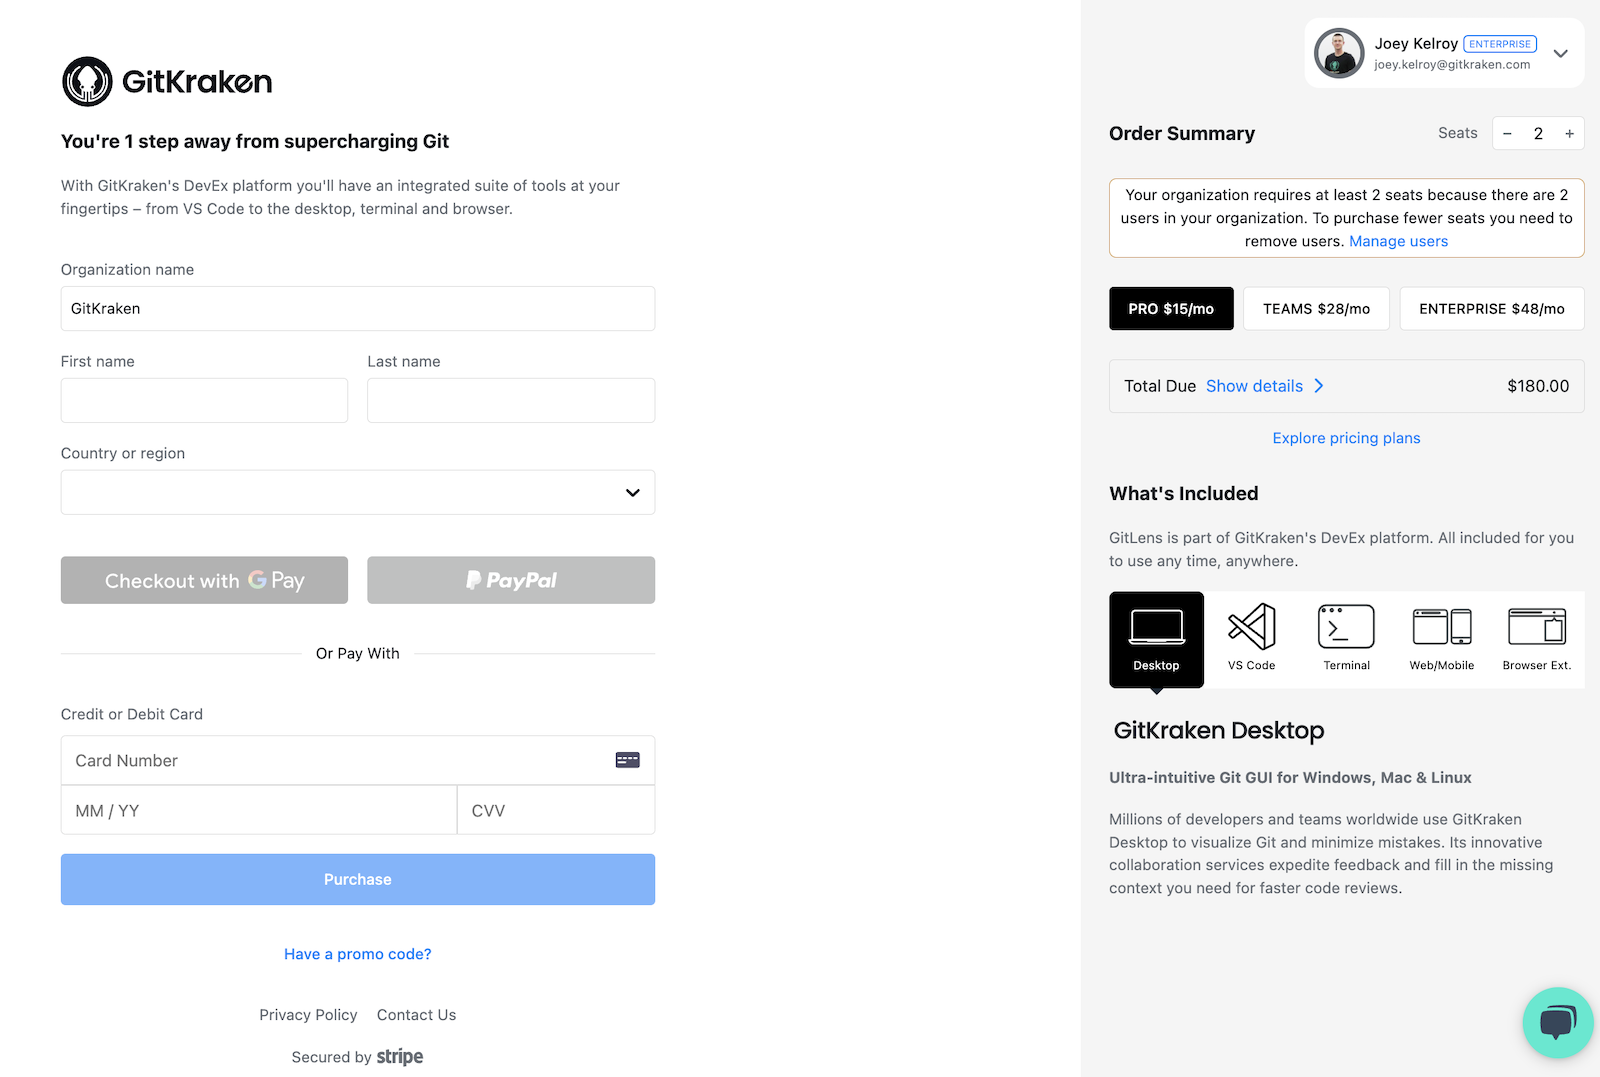 GitKraken
You're 1 step away from supercharging Git
With GitKraken's DevEx platform you'll have an integrated suite of tools at your
fingertips – from VS Code to the desktop, terminal and browser.
Organization name
GitKraken
First name
Last name
Country or region
Checkout with G Pay
PayPal
Or Pay With
Credit or Debit Card
Card Number
MM / YY
CVV
Purchase
Have a promo code?
Privacy Policy
Contact Us
Secured by stripe
Joey Kelroy ENTERPRISE
joey.kelroy@gitkraken.com
Order Summary
Seats
− 2 +
Your organization requires at least 2 seats because there are 2
users in your organization. To purchase fewer seats you need to
remove users. Manage users
PRO $15/mo
TEAMS $28/mo
ENTERPRISE $48/mo
Total Due Show details
$180.00
Explore pricing plans
What's Included
GitLens is part of GitKraken's DevEx platform. All included for you
to use any time, anywhere.
Desktop
VS Code
Terminal
Web/Mobile
Browser Ext.
GitKraken Desktop
Ultra-intuitive Git GUI for Windows, Mac & Linux
Millions of developers and teams worldwide use GitKraken
Desktop to visualize Git and minimize mistakes. Its innovative
collaboration services expedite feedback and fill in the missing
context you need for faster code reviews.